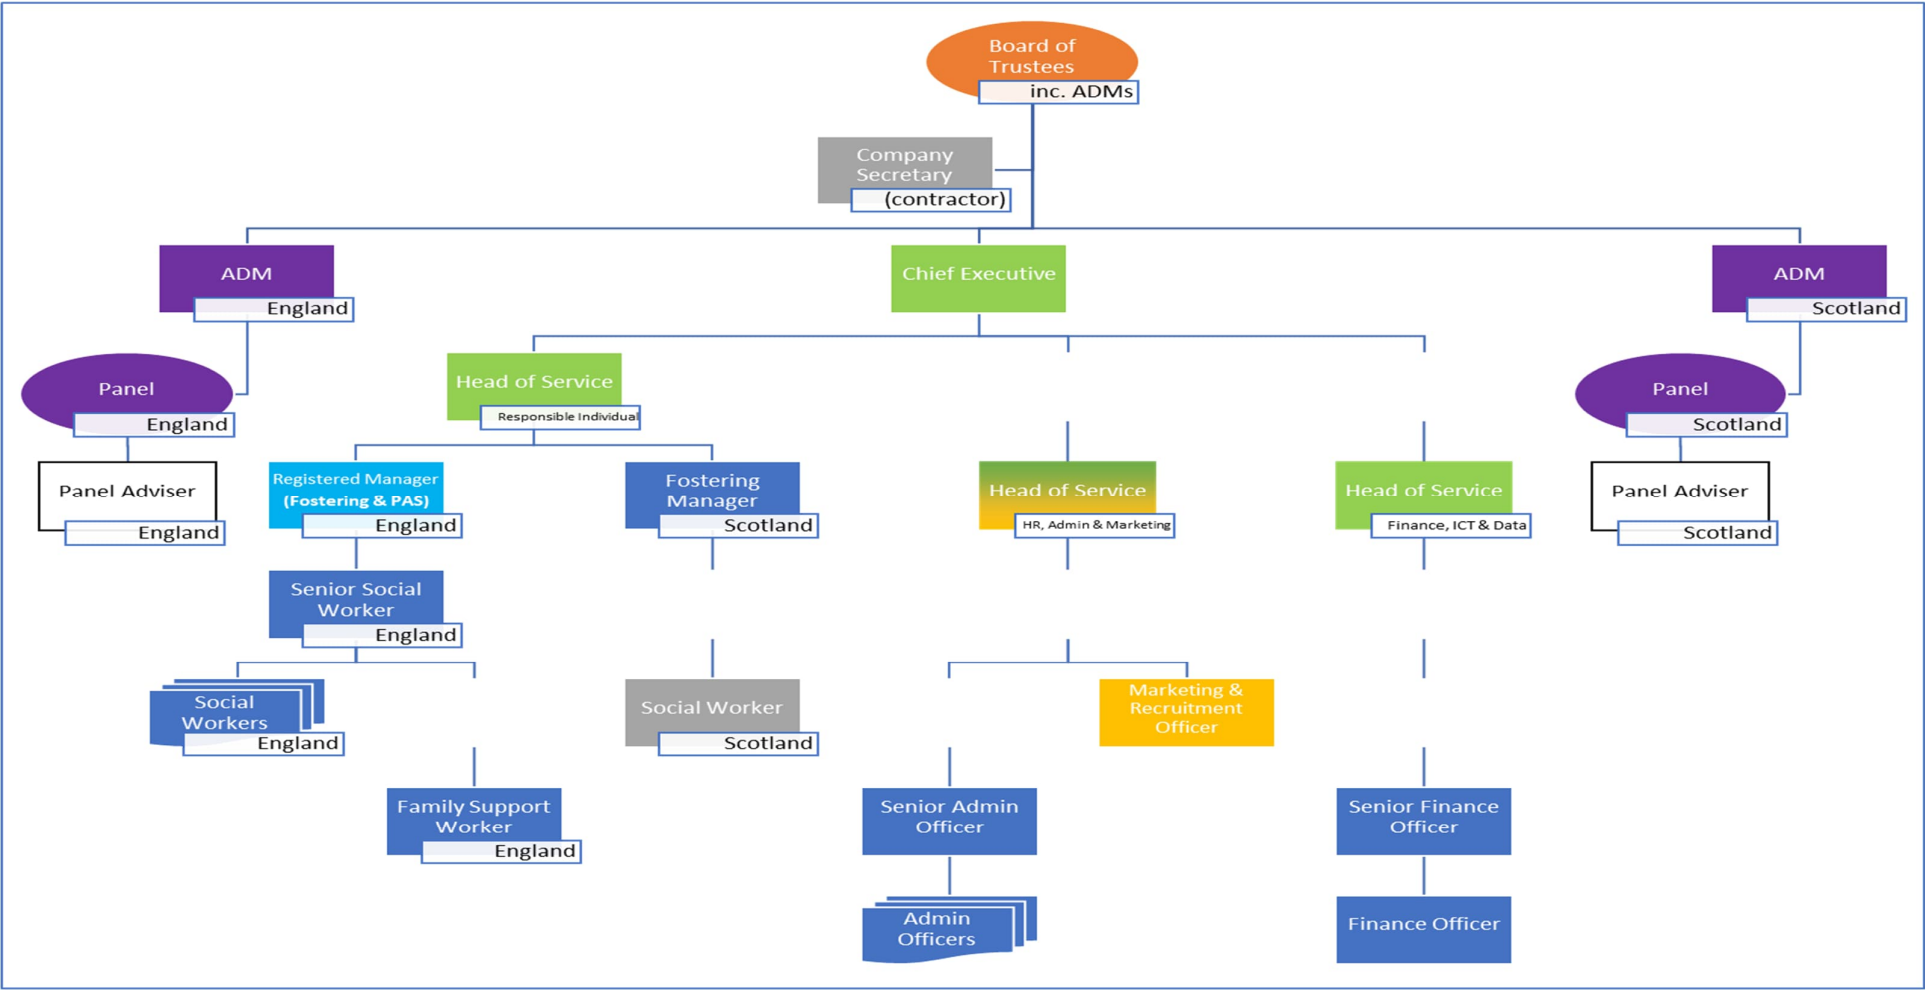 Board of
Trustees
inc. ADMs
Company
Secretary
(contractor)
ADM
England
Chief Executive
ADM
Scotland
Panel
England
Head of Service
Responsible Individual
Panel
Scotland
Panel Adviser
England
Registered Manager
(Fostering & PAS)
England
Fostering
Manager
Scotland
Head of Service
HR, Admin & Marketing
Head of Service
Finance, ICT & Data
Panel Adviser
Scotland
Senior Social
Worker
England
Social
Workers
England
Social Worker
Scotland
Marketing &
Recruitment
Officer
Family Support
Worker
England
Senior Admin
Officer
Senior Finance
Officer
Admin
Officers
Finance Officer